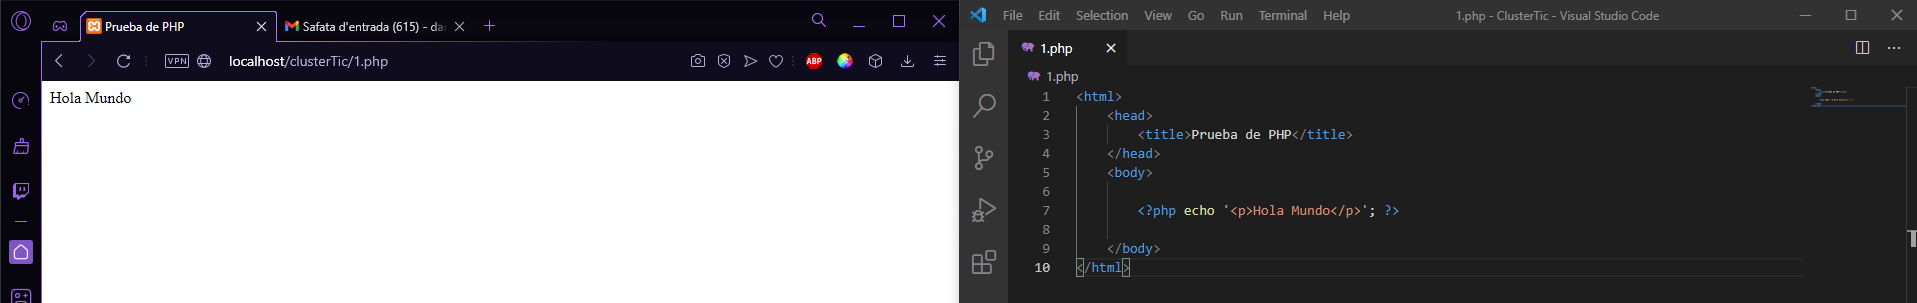 Prueba de PHP
Safata d'entrada (615) - dar
VPN
localhost/clusterTic/1.php
ABP
Hola Mundo
File Edit Selection View Go Run Terminal Help
1.php - ClusterTic - Visual Studio Code
1.php
1.php
1 <html>
2 <head>
3 <title>Prueba de PHP</title>
4 </head>
5 <body>
6
7 <?php echo '<p>Hola Mundo</p>'; ?>
8
9 </body>
10 </html>